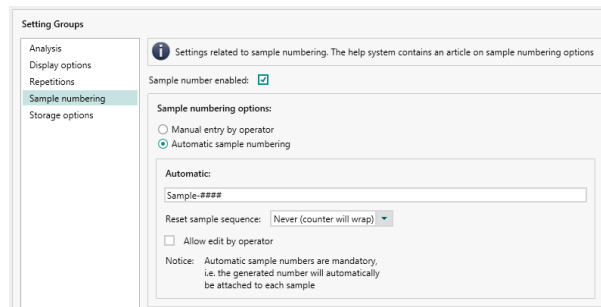 Setting Groups
Analysis
Display options
Repetitions
Sample numbering
Storage options
Settings related to sample numbering. The help system contains an article on sample numbering options
Sample number enabled:
Sample numbering options:
Manual entry by operator
Automatic sample numbering
Automatic:
Sample-####
Reset sample sequence: Never (counter will wrap)
Allow edit by operator
Notice: Automatic sample numbers are mandatory,
i.e. the generated number will automatically
be attached to each sample